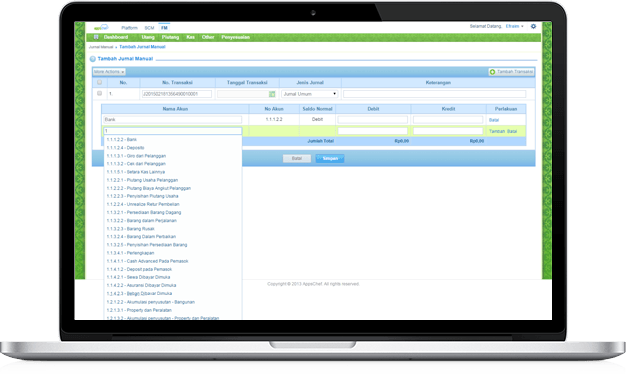 Platform SCM FM
Selamat Datang,
Dashboard Utang Piutang Kas Other Penyesuaian
Jurnal Manual » Tambah Jurnal Manual
Tambah Jurnal Manual
More Actions
Tambah Transaksi
No. No. Transaksi Tanggal Transaksi Jenis Jurnal Keterangan
1. Jurnal Umum
Nama Akun No Akun Saldo Normal Debit Kredit Perlakuan
Bank 1.1.1.2.2 Debit Batal
1 Tambah Batal
Jumlah Total Rp0,00 Rp0,00
Batal Simpan
1.1.1.2.2 - Bank
1.1.1.2.4 - Deposito
1.1.1.3.1 - Giro dari Pelanggan
1.1.1.3.2 - Cek dari Pelanggan
1.1.1.5.1 - Setara Kas Lainnya
1.1.2.2.1 - Piutang Usaha Pelanggan
1.1.2.2.2 - Piutang Biaya Angkut Pelanggan
1.1.2.2.3 - Penyisihan Piutang Usaha
1.1.2.2.4 - Unrealize Retur Pembelian
1.1.3.2.1 - Persediaan Barang Dagang
1.1.3.2.2 - Barang dalam Perjalanan
1.1.3.2.3 - Barang Rusak
1.1.3.2.4 - Barang Dalam Perbaikan
1.1.3.2.5 - Penyisihan Persediaan Barang
1.1.3.4.1 - Perlengkapan
1.1.4.1.1 - Cash Advanced Pada Pemasok
1.1.4.1.2 - Deposit pada Pemasok
1.1.4.2.1 - Sewa Dibayar Dimuka
1.1.4.2.2 - Asuransi Dibayar Dimuka
1.1.4.2.3 - Beban Dibayar Dimuka
1.2.1.2.2 - Akumulasi penyusutan - Bangunan
1.2.1.3.1 - Property dan Peralatan
1.2.1.3.2 - Akumulasi penyusutan - Property dan Peralatan
Copyright © 2013 AppsChef. All rights reserved.